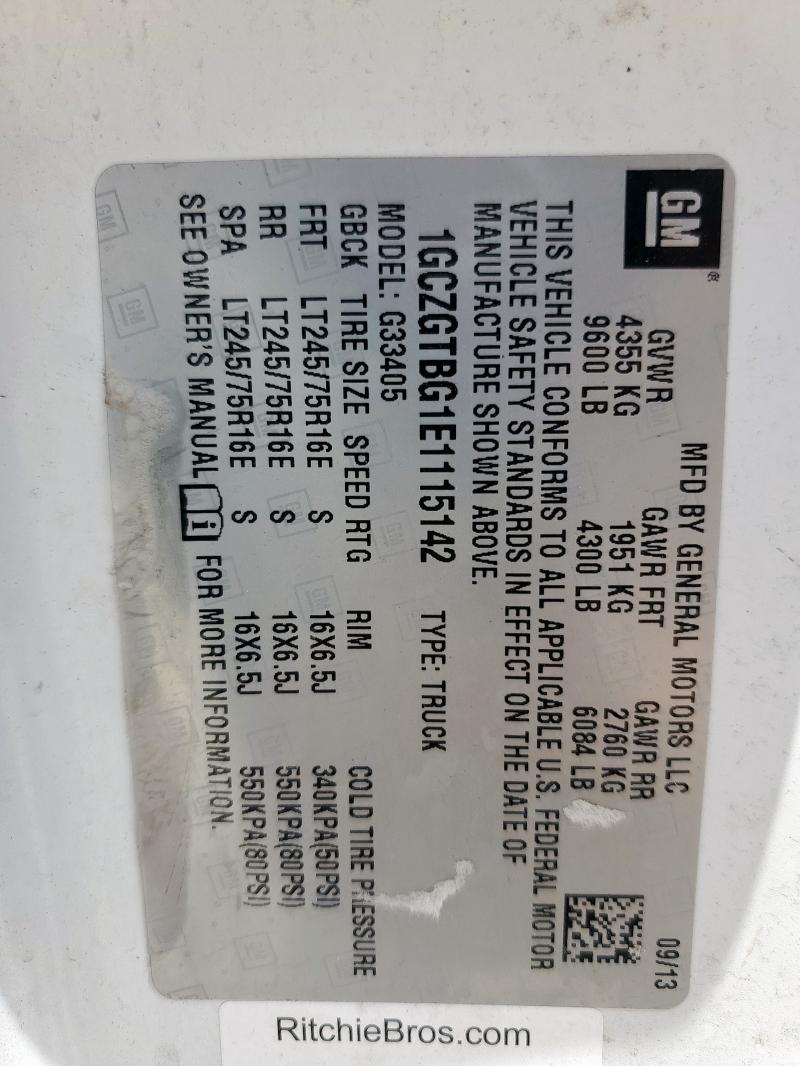 GM®
MFD BY GENERAL MOTORS LLC 09/13
GVWR GAWR FRT GAWR RR
4355 KG 1951 KG 2760 KG
9600 LB 4300 LB 6084 LB
THIS VEHICLE CONFORMS TO ALL APPLICABLE U.S. FEDERAL MOTOR
VEHICLE SAFETY STANDARDS IN EFFECT ON THE DATE OF
MANUFACTURE SHOWN ABOVE.
1GCZGTBG1E1115142 TYPE: TRUCK
MODEL: G33405
GBCK TIRE SIZE SPEED RTG RIM COLD TIRE PRESSURE
FRT LT245/75R16E S 16X6.5J 340KPA(50PSI)
RR LT245/75R16E S 16X6.5J 550KPA(80PSI)
SPA LT245/75R16E S 16X6.5J 550KPA(80PSI)
SEE OWNER'S MANUAL i FOR MORE INFORMATION.
RitchieBros.com